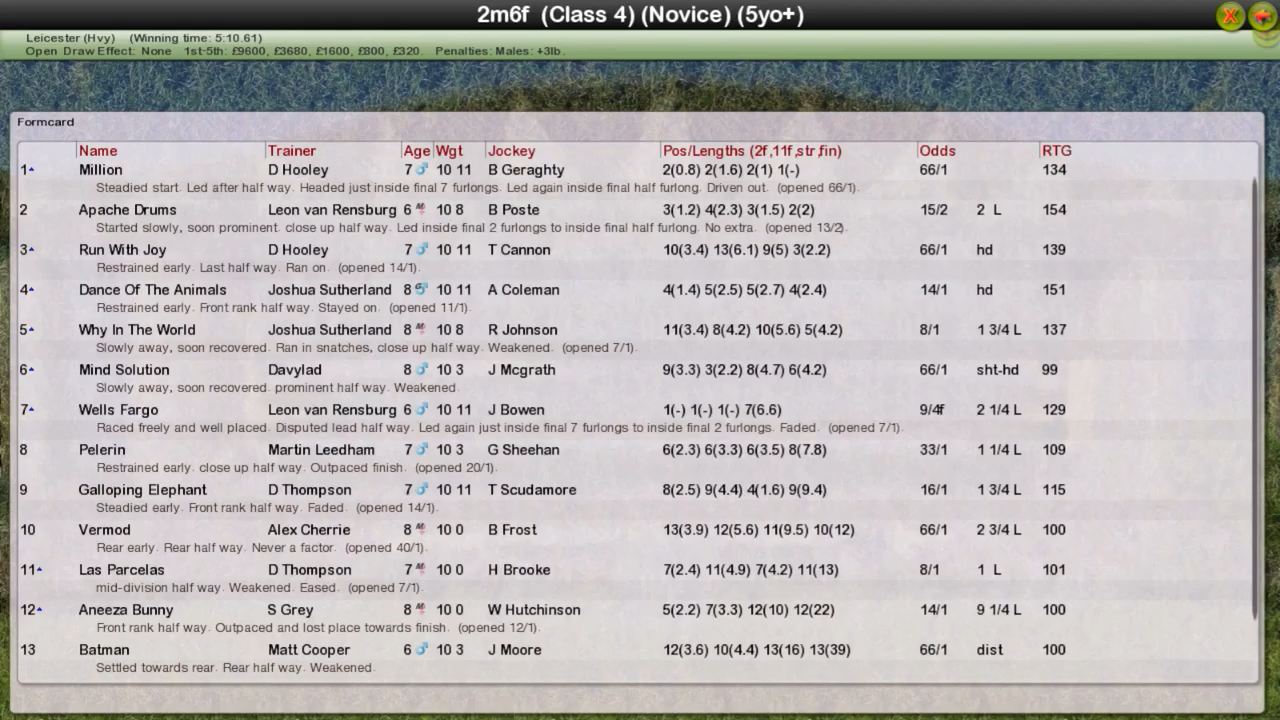 2m6f (Class 4) (Novice) (5yo+)
Leicester (Hvy) (Winning time: 5:10.61)
Open Draw Effect: None 1st-5th: £9600, £3680, £1600, £800, £320. Penalties: Males: +3lb.
Formcard
Name Trainer Age Wgt Jockey Pos/Lengths (2f,11f,str,fin) Odds RTG
1 Million D Hooley 7 10 11 B Geraghty 2(0.8) 2(1.6) 2(1) 1(-) 66/1 134
Steadied start. Led after half way. Headed just inside final 7 furlongs. Led again inside final half furlong. Driven out. (opened 66/1).
2 Apache Drums Leon van Rensburg 6 10 8 B Poste 3(1.2) 4(2.3) 3(1.5) 2(2) 15/2 2 L 154
Started slowly, soon prominent. close up half way. Led inside final 2 furlongs to inside final half furlong. No extra. (opened 13/2).
3 Run With Joy D Hooley 7 10 11 T Cannon 10(3.4) 13(6.1) 9(5) 3(2.2) 66/1 hd 139
Restrained early. Last half way. Ran on. (opened 14/1).
4 Dance Of The Animals Joshua Sutherland 8 10 11 A Coleman 4(1.4) 5(2.5) 5(2.7) 4(2.4) 14/1 hd 151
Restrained early. Front rank half way. Stayed on. (opened 11/1).
5 Why In The World Joshua Sutherland 8 10 8 R Johnson 11(3.4) 8(4.2) 10(5.6) 5(4.2) 8/1 1 3/4 L 137
Slowly away, soon recovered. Ran in snatches, close up half way. Weakened. (opened 7/1).
6 Mind Solution Davylad 8 10 3 J Mcgrath 9(3.3) 3(2.2) 8(4.7) 6(4.2) 66/1 sht-hd 99
Slowly away, soon recovered. prominent half way. Weakened.
7 Wells Fargo Leon van Rensburg 6 10 11 J Bowen 1(-) 1(-) 1(-) 7(6.6) 9/4f 2 1/4 L 129
Raced freely and well placed. Disputed lead half way. Led again just inside final 7 furlongs to inside final 2 furlongs. Faded. (opened 7/1).
8 Pelerin Martin Leedham 7 10 3 G Sheehan 6(2.3) 6(3.3) 6(3.5) 8(7.8) 33/1 1 1/4 L 109
Restrained early. close up half way. Outpaced finish. (opened 20/1).
9 Galloping Elephant D Thompson 7 10 11 T Scudamore 8(2.5) 9(4.4) 4(1.6) 9(9.4) 16/1 1 3/4 L 115
Steadied early. Front rank half way. Faded. (opened 14/1).
10 Vermod Alex Cherrie 8 10 0 B Frost 13(3.9) 12(5.6) 11(9.5) 10(12) 66/1 2 3/4 L 100
Rear early. Rear half way. Never a factor. (opened 40/1).
11 Las Parcelas D Thompson 7 10 0 H Brooke 7(2.4) 11(4.9) 7(4.2) 11(13) 8/1 1 L 101
mid-division half way. Weakened. Eased. (opened 7/1).
12 Aneeza Bunny S Grey 8 10 0 W Hutchinson 5(2.2) 7(3.3) 12(10) 12(22) 14/1 9 1/4 L 100
Front rank half way. Outpaced and lost place towards finish. (opened 12/1).
13 Batman Matt Cooper 6 10 3 J Moore 12(3.6) 10(4.4) 13(16) 13(39) 66/1 dist 100
Settled towards rear. Rear half way. Weakened.